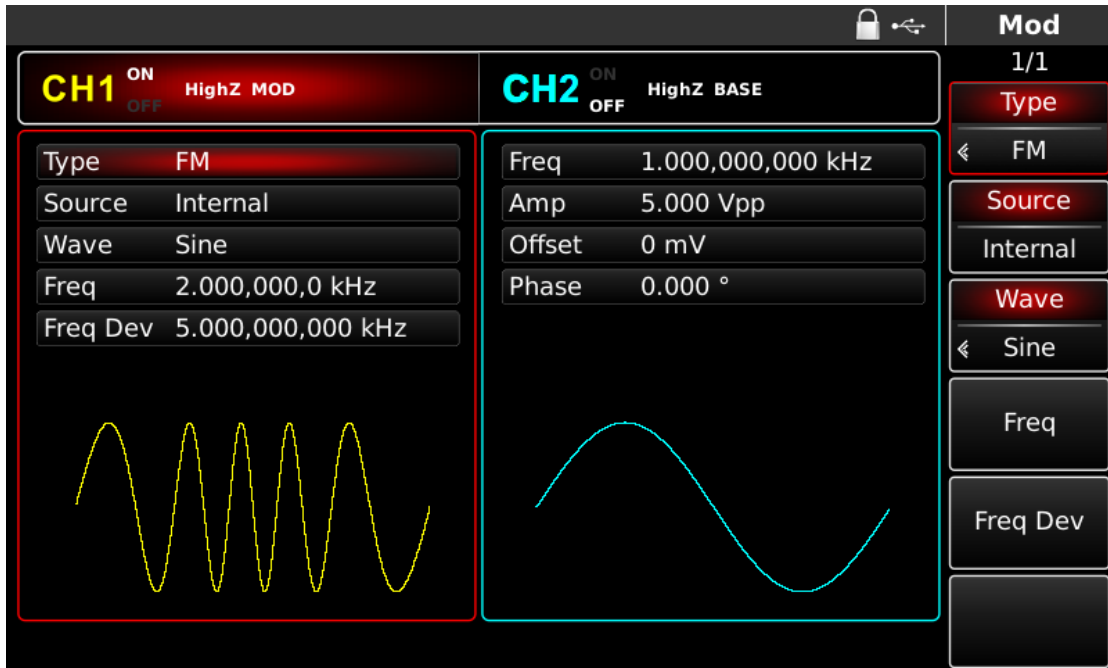 Mod
1/1
CH1 ON OFF HighZ MOD
CH2 ON OFF HighZ BASE
Type FM
Source Internal
Wave Sine
Freq 2.000,000,0 kHz
Freq Dev 5.000,000,000 kHz
Freq 1.000,000,000 kHz
Amp 5.000 Vpp
Offset 0 mV
Phase 0.000 °
Type
FM
Source
Internal
Wave
Sine
Freq
Freq Dev